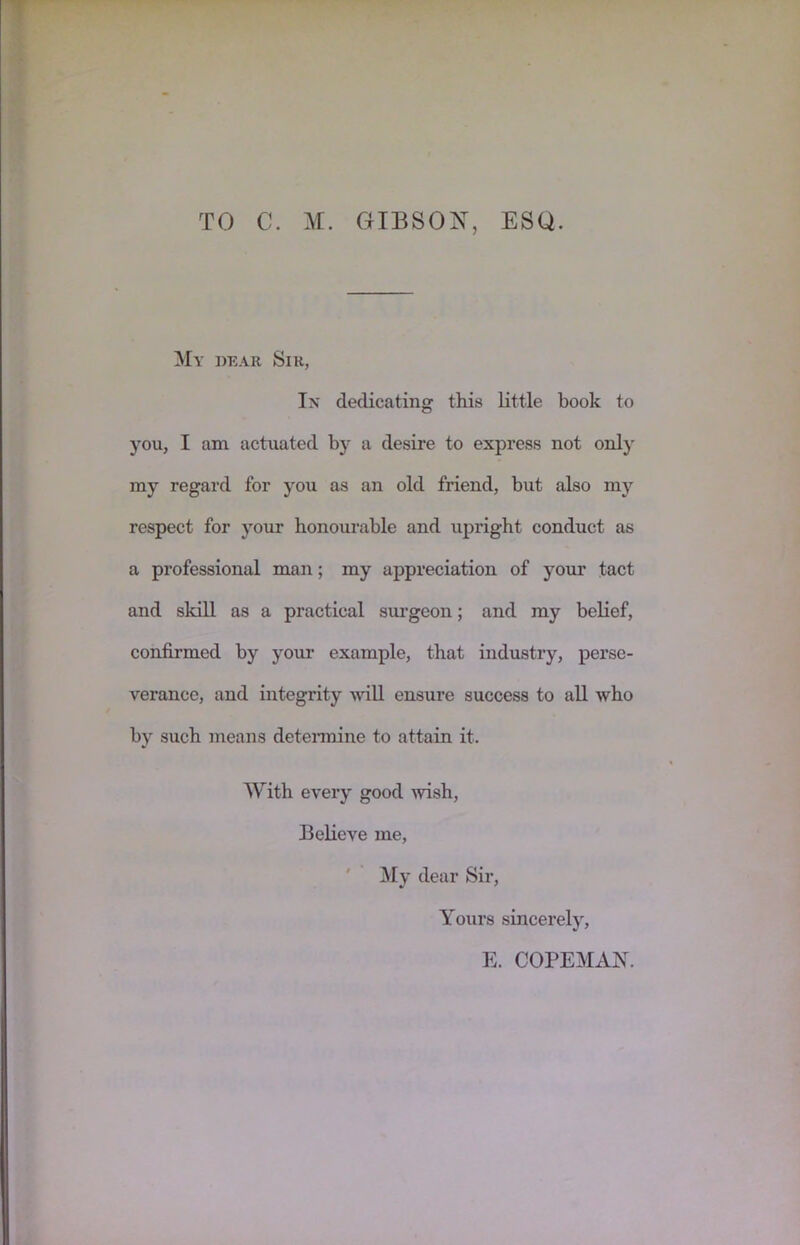 TO C. M. GIBSON, ESQ.
My dear Sir,
In dedicating this little book to
you, I am actuated by a desire to express not only
my regard for you as an old friend, but also my
respect for your honourable and upright conduct as
a professional man; my appreciation of your tact
and skill as a practical surgeon; and my belief,
confirmed by your example, that industry, perse-
verance, and integrity will ensure success to all who
by such means determine to attain it.
With every good wish,
Believe me,
My dear Sir,
Yours sincerely,
E. COPEMAN.